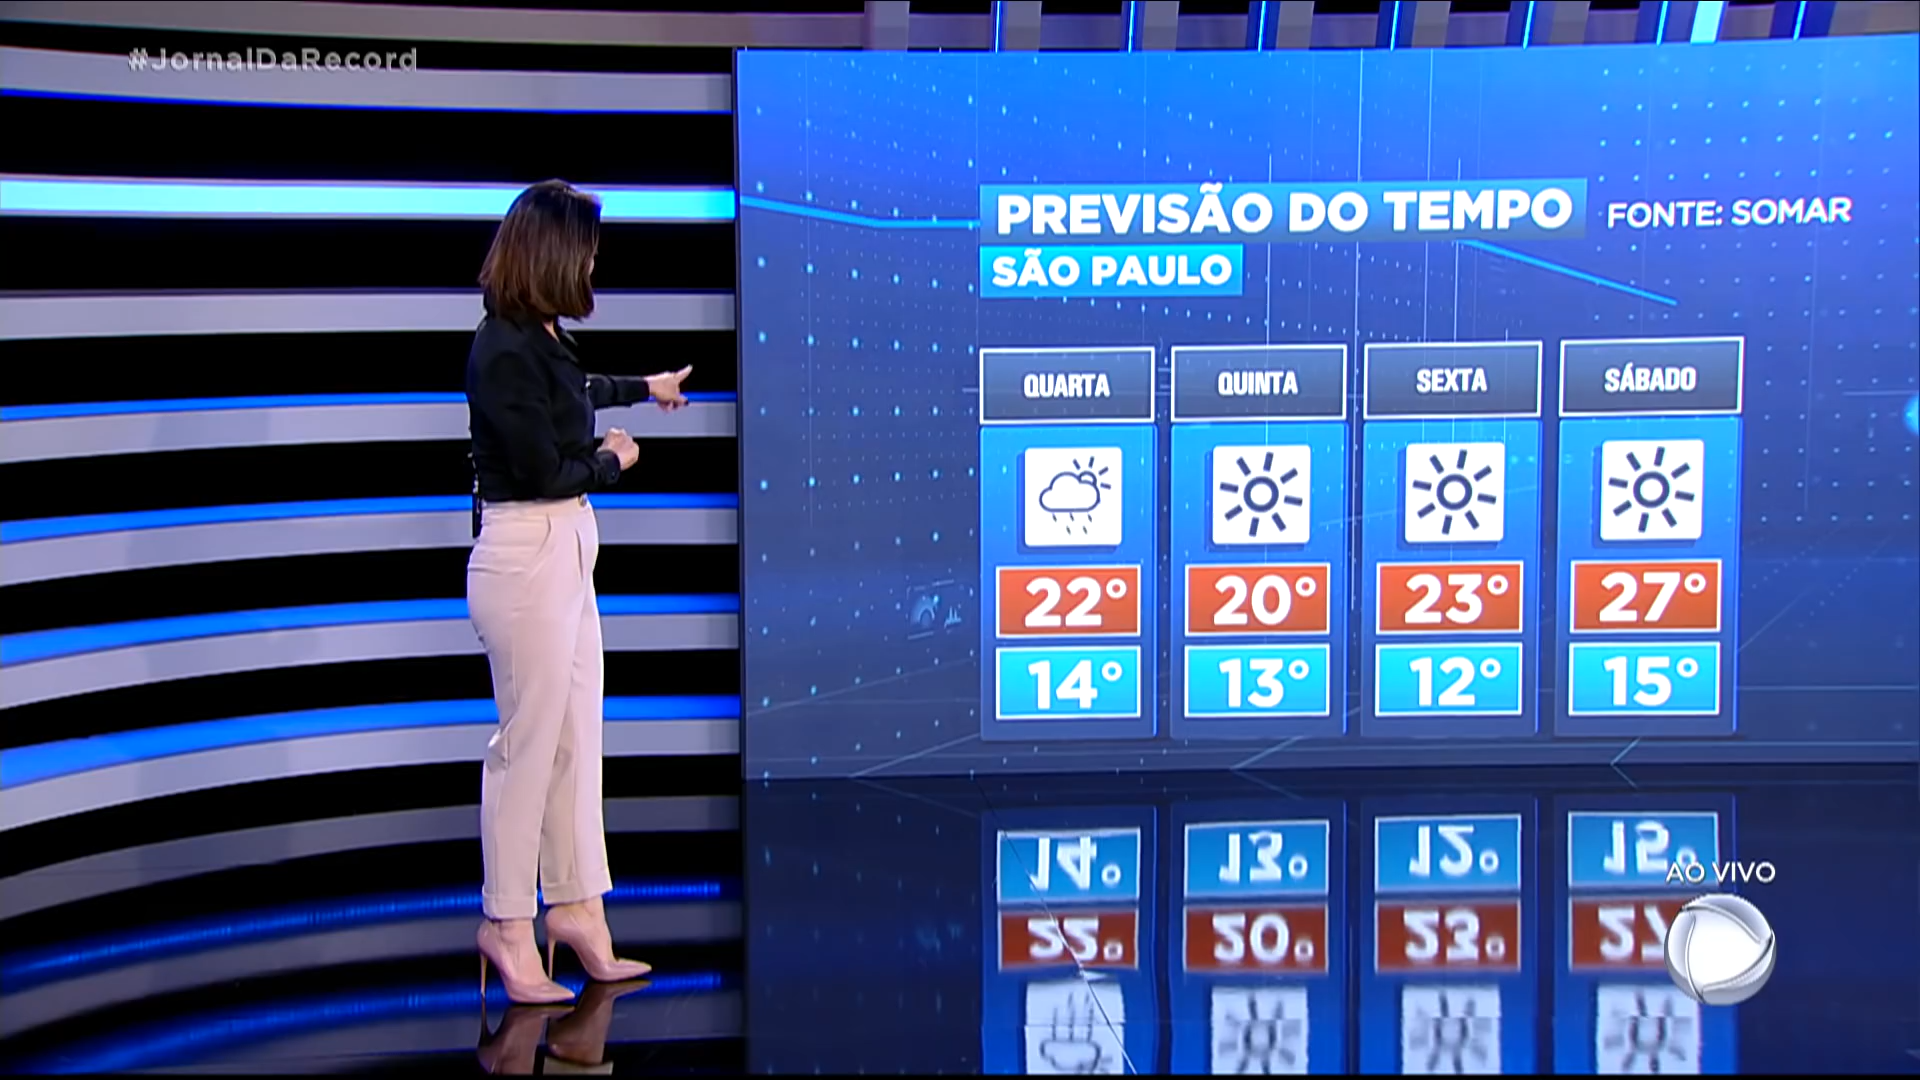 #JornalDaRecord
PREVISÃO DO TEMPO
FONTE: SOMAR
SÃO PAULO
QUARTA QUINTA SEXTA SÁBADO
22° 20° 23° 27°
14° 13° 12° 15°
AO VIVO